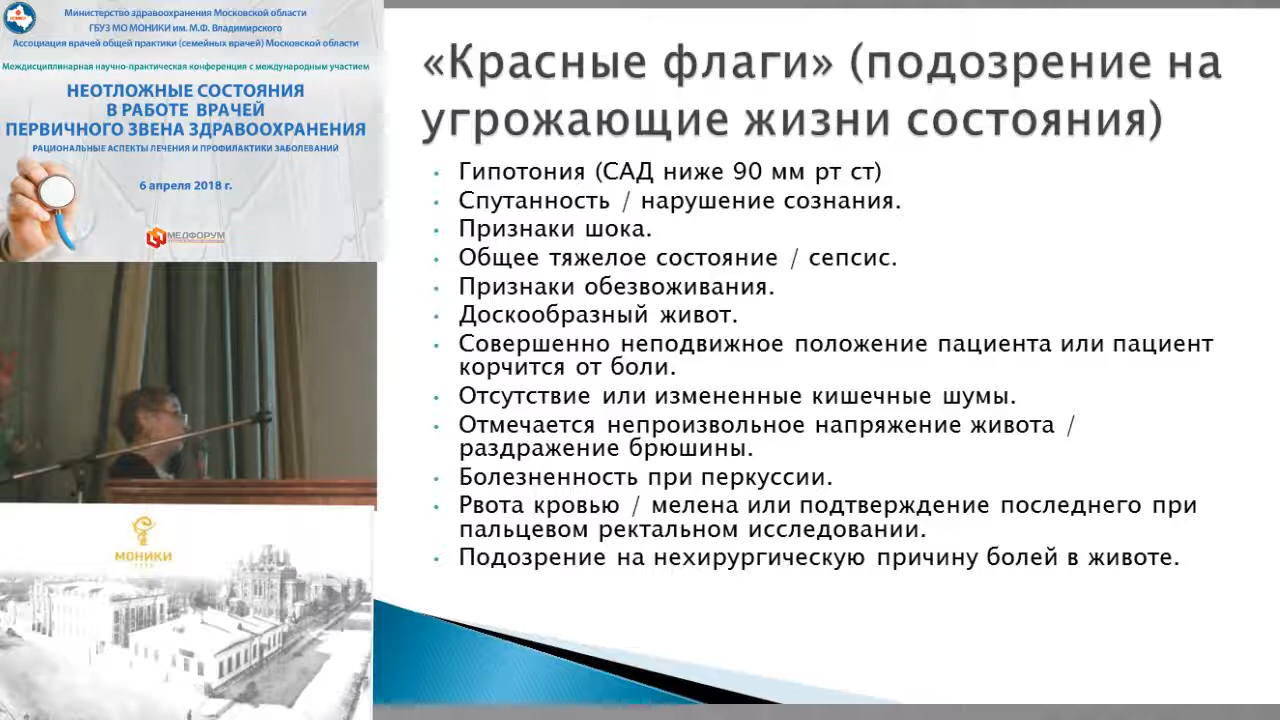 Министерство здравоохранения Московской области
ГБУЗ МО МОНИКИ им. М.Ф. Владимирского
Ассоциация врачей общей практики (семейных врачей) Московской области
Междисциплинарная научно-практическая конференция с международным участием
НЕОТЛОЖНЫЕ СОСТОЯНИЯ
В РАБОТЕ ВРАЧЕЙ
ПЕРВИЧНОГО ЗВЕНА ЗДРАВООХРАНЕНИЯ
РАЦИОНАЛЬНЫЕ АСПЕКТЫ ЛЕЧЕНИЯ И ПРОФИЛАКТИКИ ЗАБОЛЕВАНИЙ
6 апреля 2018 г.
МЕДФОРУМ
МОНИКИ
«Красные флаги» (подозрение на
угрожающие жизни состояния)
Гипотония (САД ниже 90 мм рт ст)
Спутанность / нарушение сознания.
Признаки шока.
Общее тяжелое состояние / сепсис.
Признаки обезвоживания.
Доскообразный живот.
Совершенно неподвижное положение пациента или пациент
корчится от боли.
Отсутствие или измененные кишечные шумы.
Отмечается непроизвольное напряжение живота /
раздражение брюшины.
Болезненность при перкуссии.
Рвота кровью / мелена или подтверждение последнего при
пальцевом ректальном исследовании.
Подозрение на нехирургическую причину болей в животе.